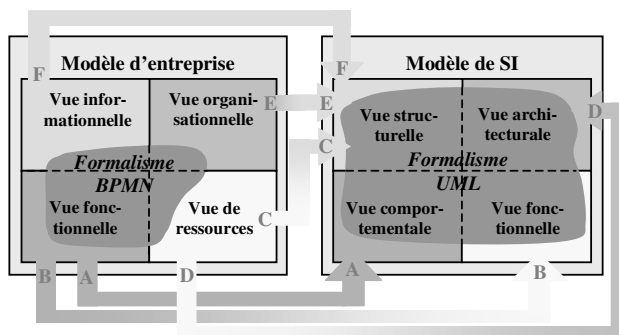 Modèle d'entreprise
F
Vue infor-
mationnelle
Vue organi-
sationnelle
E
Formalisme
BPMN
Vue fonc-
tionnelle
Vue de
ressources
C
B
A
D
Modèle de SI
F
E
C
D
Vue struc-
turelle
Vue archi-
tecturale
Formalisme
UML
Vue compor-
tementale
Vue fonc-
tionnelle
A
B